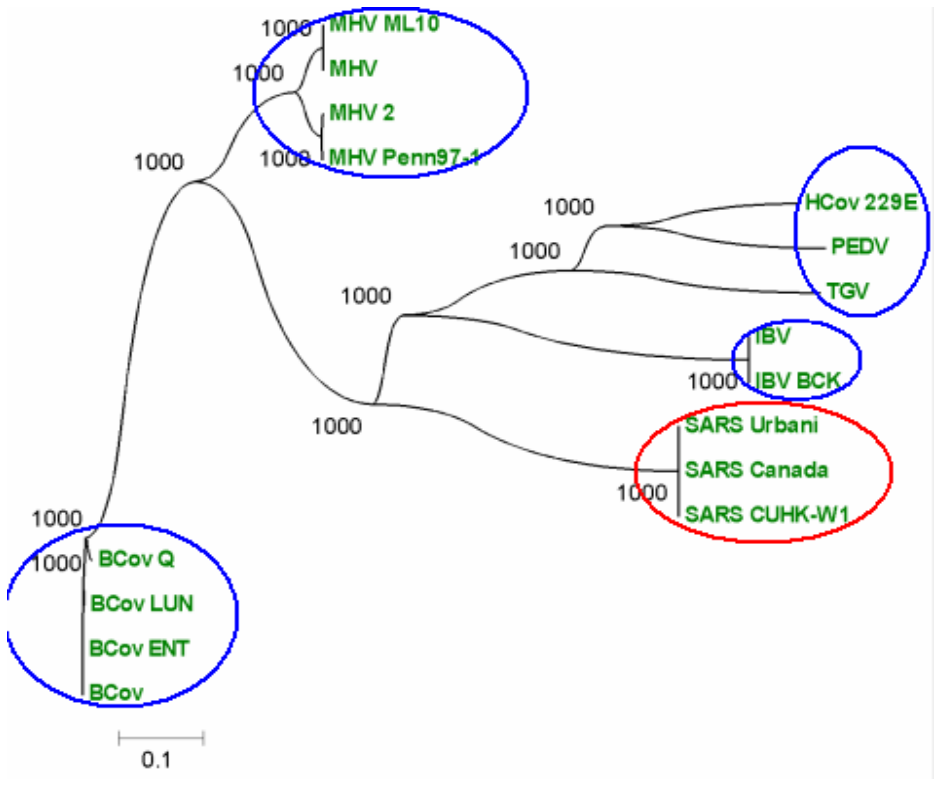 1000
MHV ML10
1000
MHV
MHV 2
1000
MHV Penn97-1
1000
1000
HCov 229E
1000
PEDV
1000
TGV
IBV
1000
IBV BCK
1000
SARS Urbani
SARS Canada
1000
SARS CUHK-W1
1000
1000
BCov Q
BCov LUN
BCov ENT
BCov
0.1